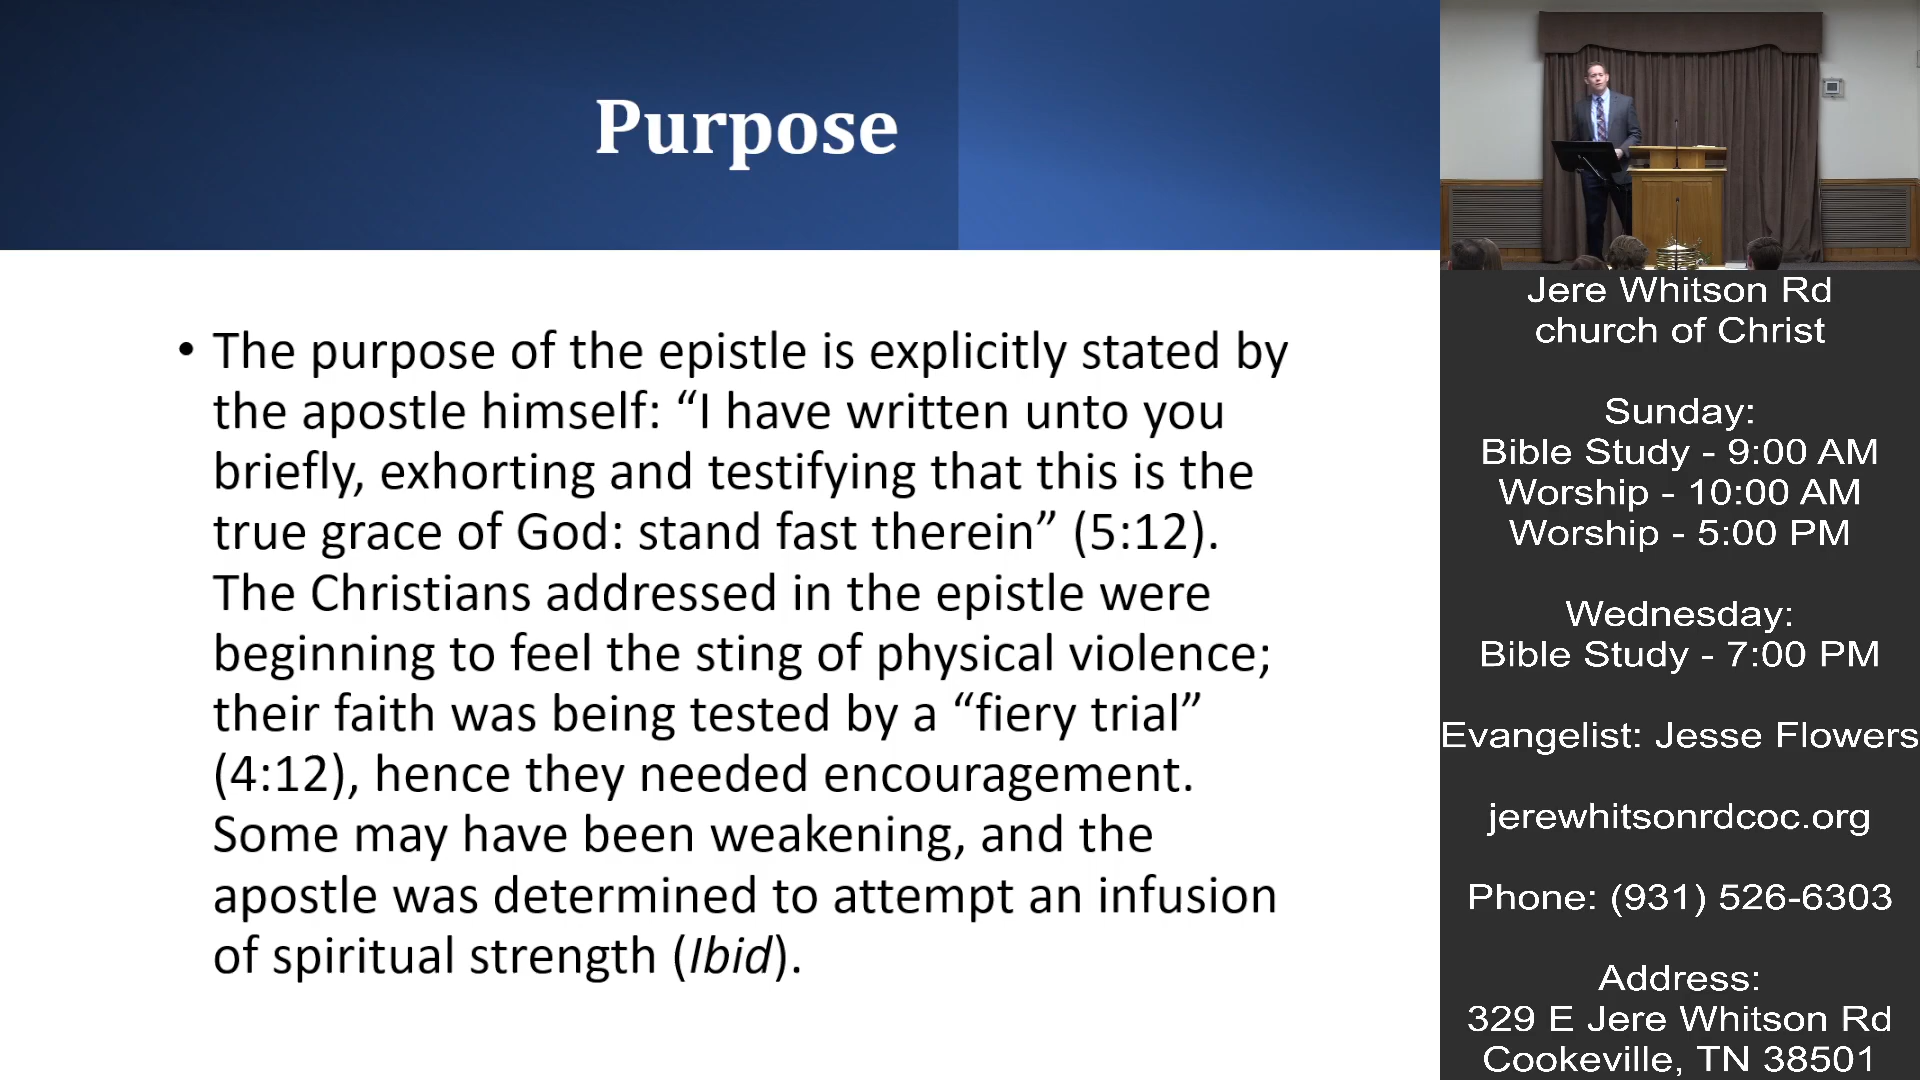 Purpose
• The purpose of the epistle is explicitly stated by
the apostle himself: “I have written unto you
briefly, exhorting and testifying that this is the
true grace of God: stand fast therein” (5:12).
The Christians addressed in the epistle were
beginning to feel the sting of physical violence;
their faith was being tested by a “fiery trial”
(4:12), hence they needed encouragement.
Some may have been weakening, and the
apostle was determined to attempt an infusion
of spiritual strength (Ibid).
Jere Whitson Rd
church of Christ
Sunday:
Bible Study - 9:00 AM
Worship - 10:00 AM
Worship - 5:00 PM
Wednesday:
Bible Study - 7:00 PM
Evangelist: Jesse Flowers
jerewhitsonrdcoc.org
Phone: (931) 526-6303
Address:
329 E Jere Whitson Rd
Cookeville, TN 38501